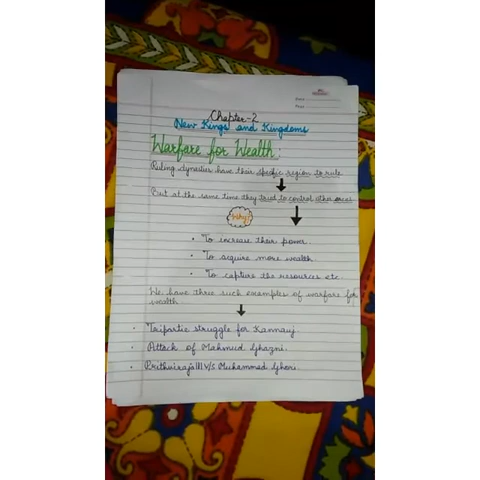 Chapter-2
New Kings and Kingdoms
Warfare for Wealth:
Ruling dynasties have their specific region to rule
But at the same time they tried to control other areas
Why?
• To increase their power.
• To acquire more wealth.
• To capture the resources etc.
We have three such examples of warfare for
wealth
• Tripartic struggle for Kannauj.
• Attack of Mahmud Ghazni.
• Prithviraj III V/S Muhammed Ghori.